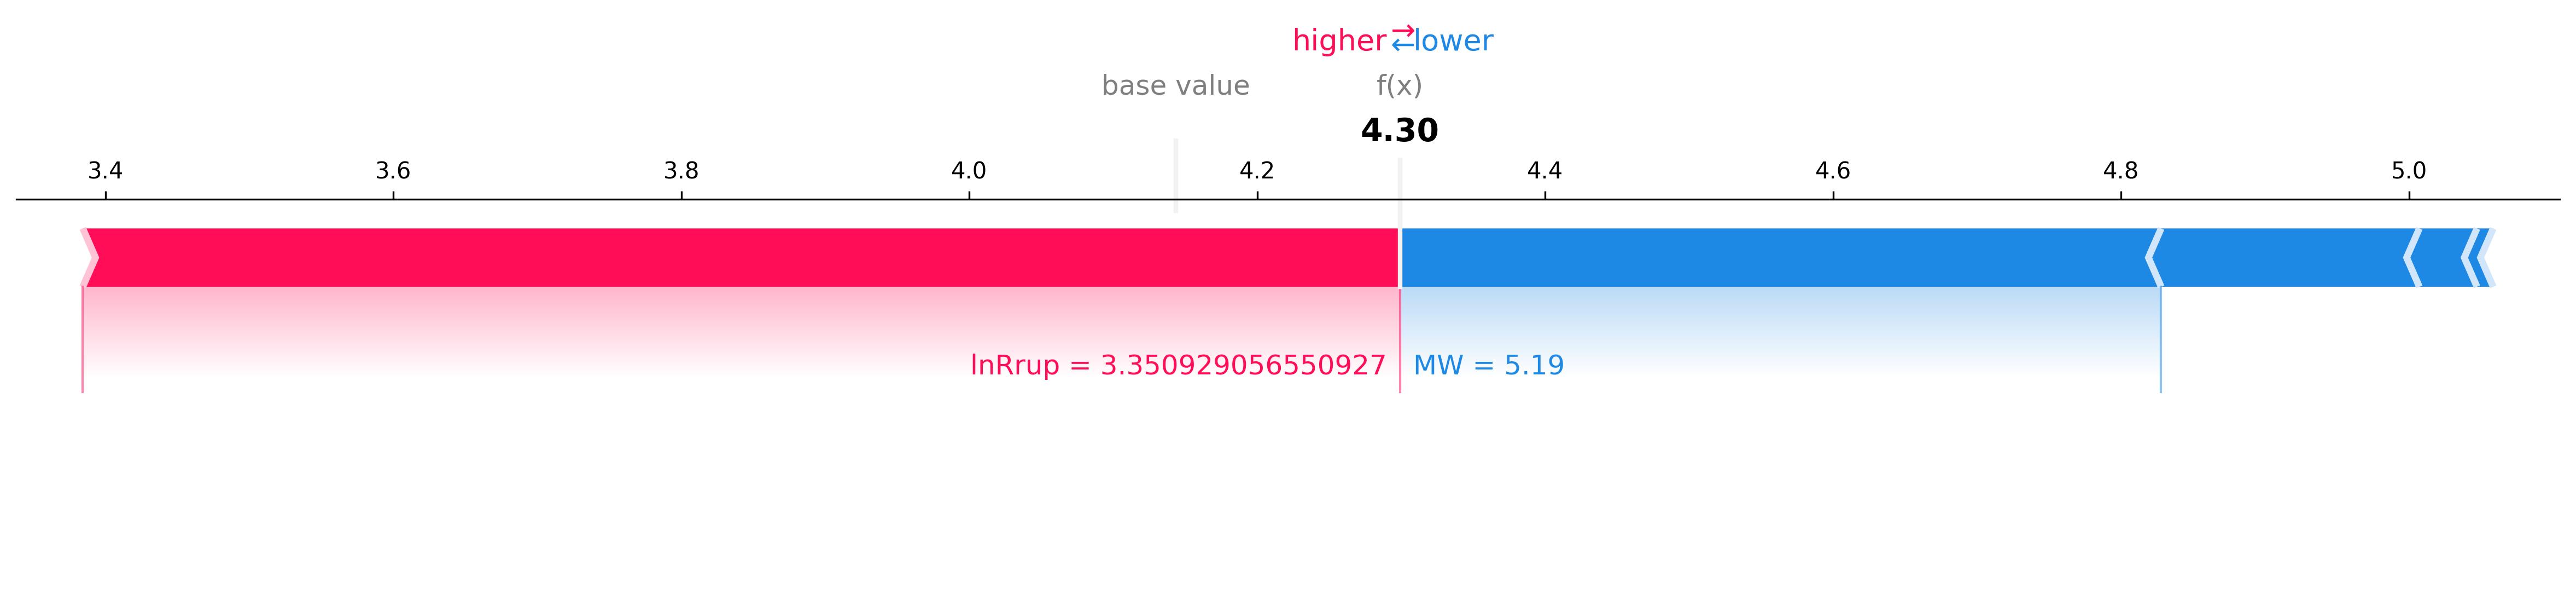 higher ⇄ lower
base value f(x)
4.30
3.4 3.6 3.8 4.0 4.2 4.4 4.6 4.8 5.0
lnRrup = 3.350929056550927 MW = 5.19